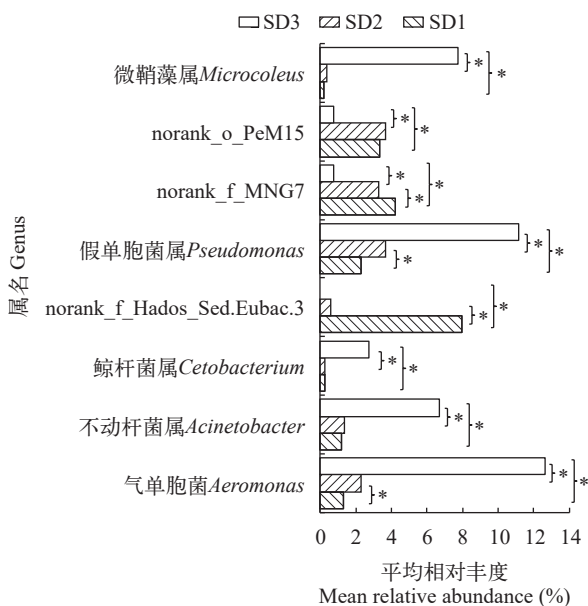 SD3 SD2 SD1
微鞘藻属Microcoleus
norank_o_PeM15
norank_f_MNG7
假单胞菌属Pseudomonas
norank_f_Hados_Sed.Eubac.3
鲸杆菌属Cetobacterium
不动杆菌属Acinetobacter
气单胞菌Aeromonas
属名 Genus
* *
* *
* * *
* * *
* *
* *
* *
* * *
0 2 4 6 8 10 12 14
平均相对丰度
Mean relative abundance (%)